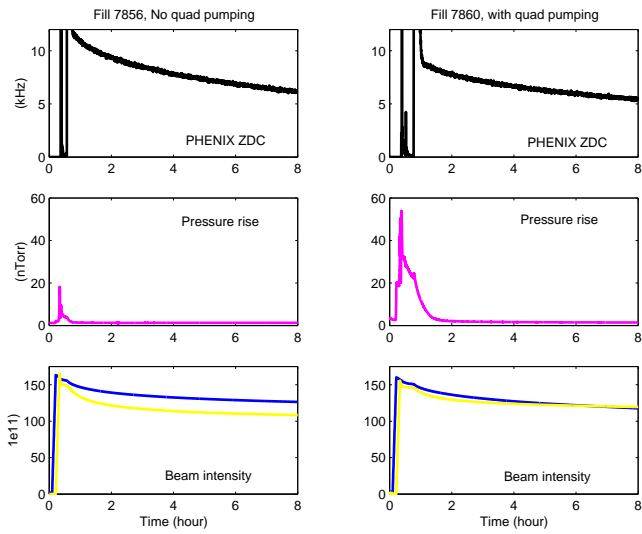 Fill 7856, No quad pumping
Fill 7860, with quad pumping
(kHz)
10
5
0
PHENIX ZDC
0 2 4 6 8
10
5
0
PHENIX ZDC
0 2 4 6 8
(nTorr)
60
40
20
0
Pressure rise
0 2 4 6 8
60
40
20
0
Pressure rise
0 2 4 6 8
1e11
150
100
50
0
Beam intensity
0 2 4 6 8
Time (hour)
150
100
50
0
Beam intensity
0 2 4 6 8
Time (hour)